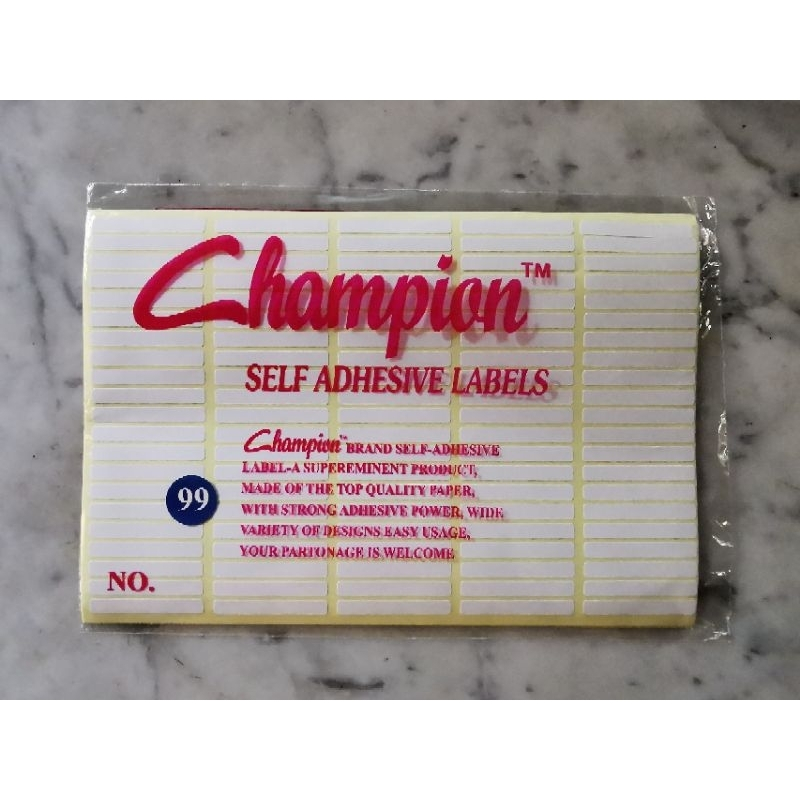 Champion™
SELF ADHESIVE LABELS
Champion™ BRAND SELF-ADHESIVE
LABEL-A SUPEREMINENT PRODUCT,
MADE OF THE TOP QUALITY PAPER,
WITH STRONG ADHESIVE POWER, WIDE
VARIETY OF DESIGNS EASY USAGE,
YOUR PARTONAGE IS WELCOME
99
NO.